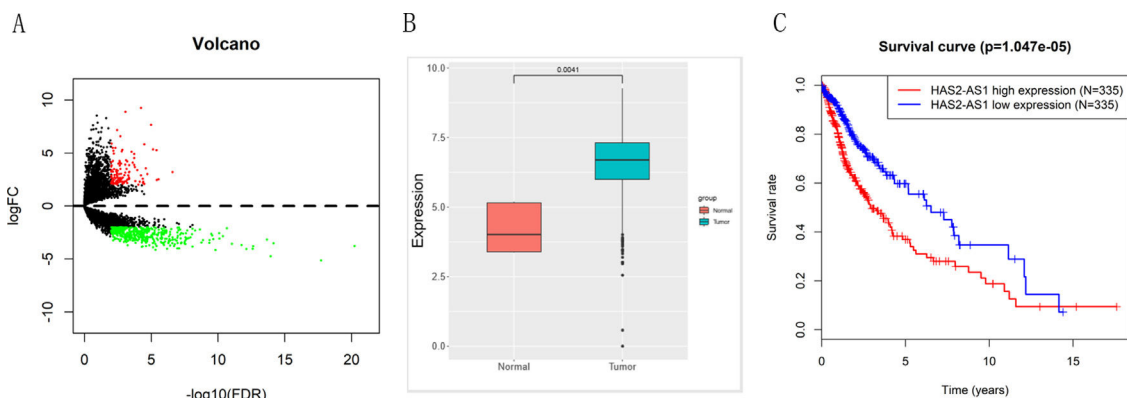 A
Volcano
logFC
10
5
0
-5
-10
0
5
10
15
20
-log10(FDR)
B
Expression
10.0
7.5
5.0
2.5
0.0
0.0041
Normal
Tumor
group
Normal
Tumor
C
Survival curve (p=1.047e-05)
HAS2-AS1 high expression (N=335)
HAS2-AS1 low expression (N=335)
Survival rate
1.0
0.8
0.6
0.4
0.2
0.0
0
5
10
15
Time (years)